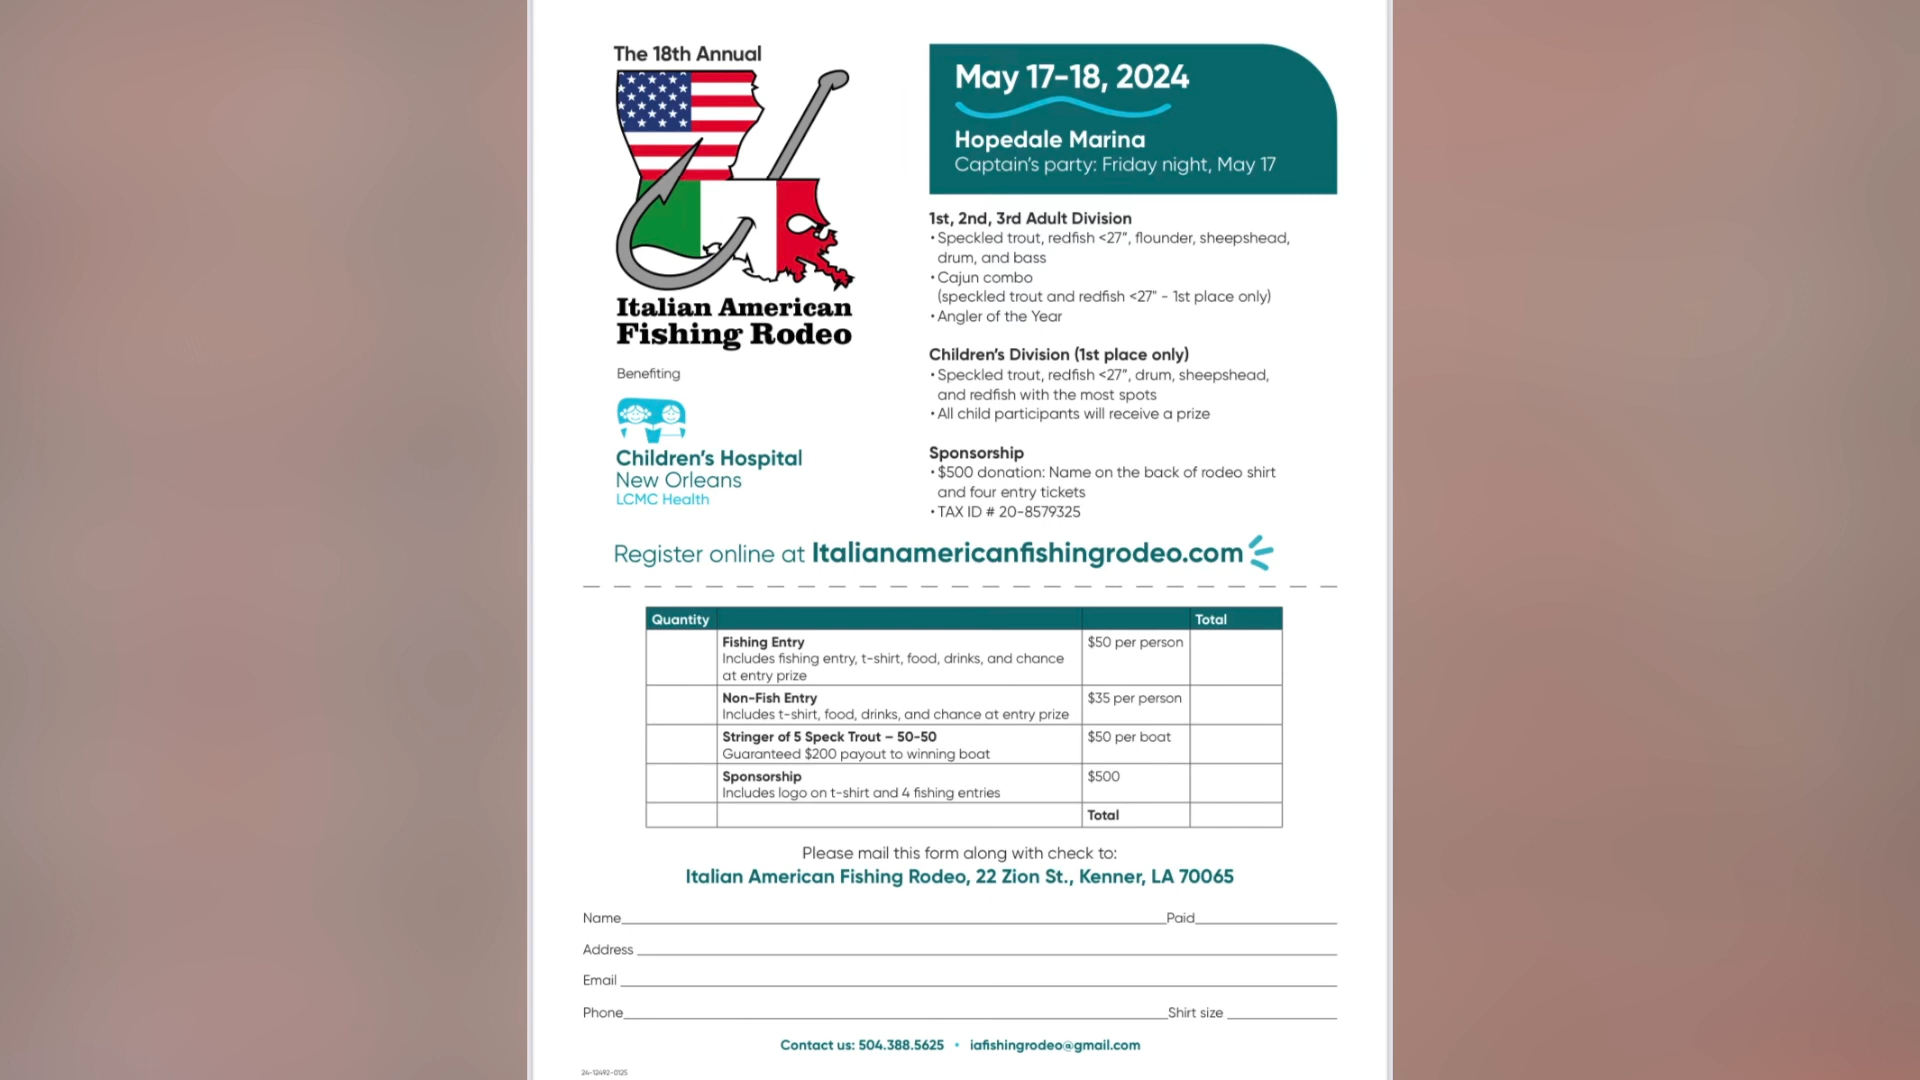 The 18th Annual
Italian American
Fishing Rodeo
Benefiting
Children's Hospital
New Orleans
LCMC Health
May 17-18, 2024
Hopedale Marina
Captain's party: Friday night, May 17
1st, 2nd, 3rd Adult Division
• Speckled trout, redfish <27", flounder, sheepshead,
drum, and bass
• Cajun combo
(speckled trout and redfish <27" - 1st place only)
• Angler of the Year
Children's Division (1st place only)
• Speckled trout, redfish <27", drum, sheepshead,
and redfish with the most spots
• All child participants will receive a prize
Sponsorship
• $500 donation: Name on the back of rodeo shirt
and four entry tickets
• TAX ID # 20-8579325
Register online at Italianamericanfishingrodeo.com
Quantity Total
Fishing Entry $50 per person
Includes fishing entry, t-shirt, food, drinks, and chance
at entry prize
Non-Fish Entry $35 per person
Includes t-shirt, food, drinks, and chance at entry prize
Stringer of 5 Speck Trout – 50-50 $50 per boat
Guaranteed $200 payout to winning boat
Sponsorship $500
Includes logo on t-shirt and 4 fishing entries
Total
Please mail this form along with check to:
Italian American Fishing Rodeo, 22 Zion St., Kenner, LA 70065
Name Paid
Address
Email
Phone Shirt size
Contact us: 504.388.5625 • iafishingrodeo@gmail.com
24-12492-0125